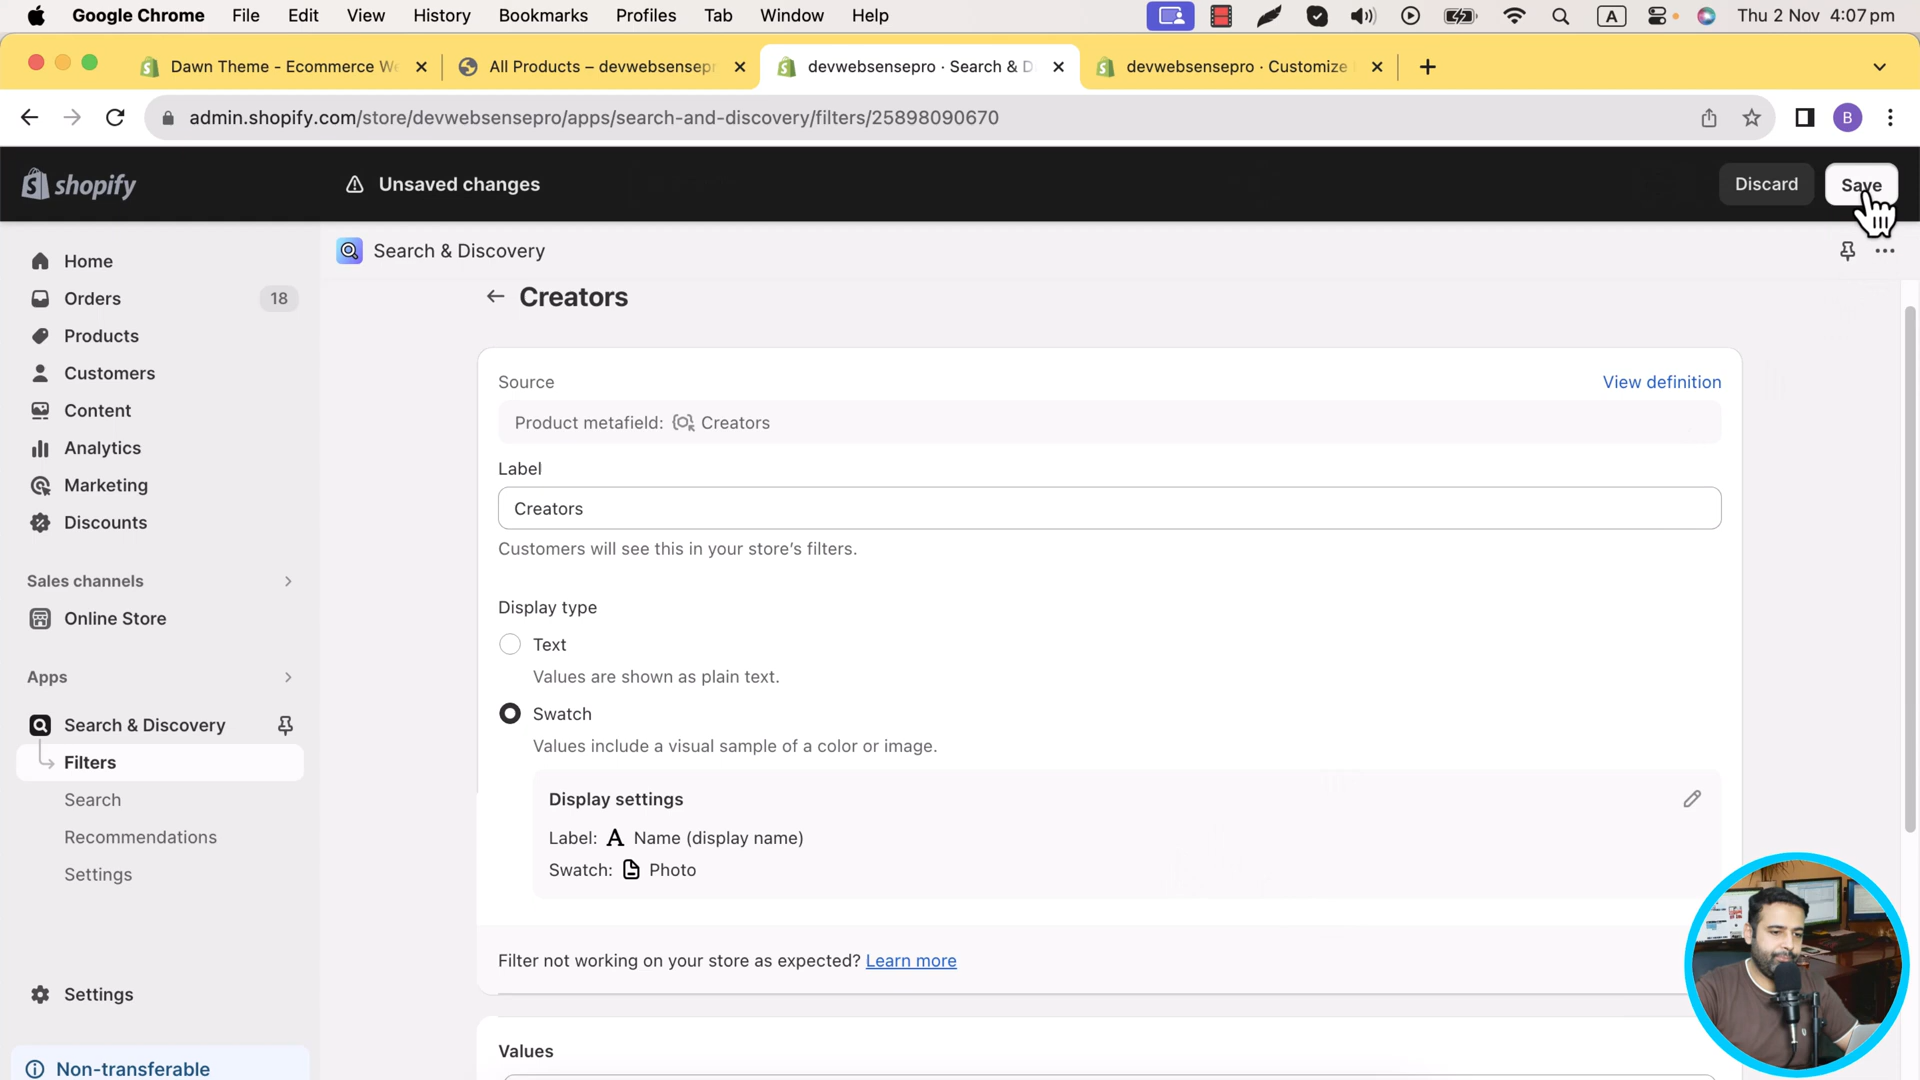 Google Chrome File Edit View History Bookmarks Profiles Tab Window Help A Thu 2 Nov 4:07pm
Dawn Theme - Ecommerce We All Products – devwebsensepr devwebsensepro · Search & D devwebsensepro · Customize
admin.shopify.com/store/devwebsensepro/apps/search-and-discovery/filters/25898090670 B
shopify Unsaved changes Discard Save
Search & Discovery
Home
Orders 18
Products
Customers
Content
Analytics
Marketing
Discounts
Sales channels
Online Store
Apps
Search & Discovery
Filters
Search
Recommendations
Settings
Settings
Non-transferable
Creators
Source View definition
Product metafield: Creators
Label
Creators
Customers will see this in your store's filters.
Display type
Text
Values are shown as plain text.
Swatch
Values include a visual sample of a color or image.
Display settings
Label: A Name (display name)
Swatch: Photo
Filter not working on your store as expected? Learn more
Values